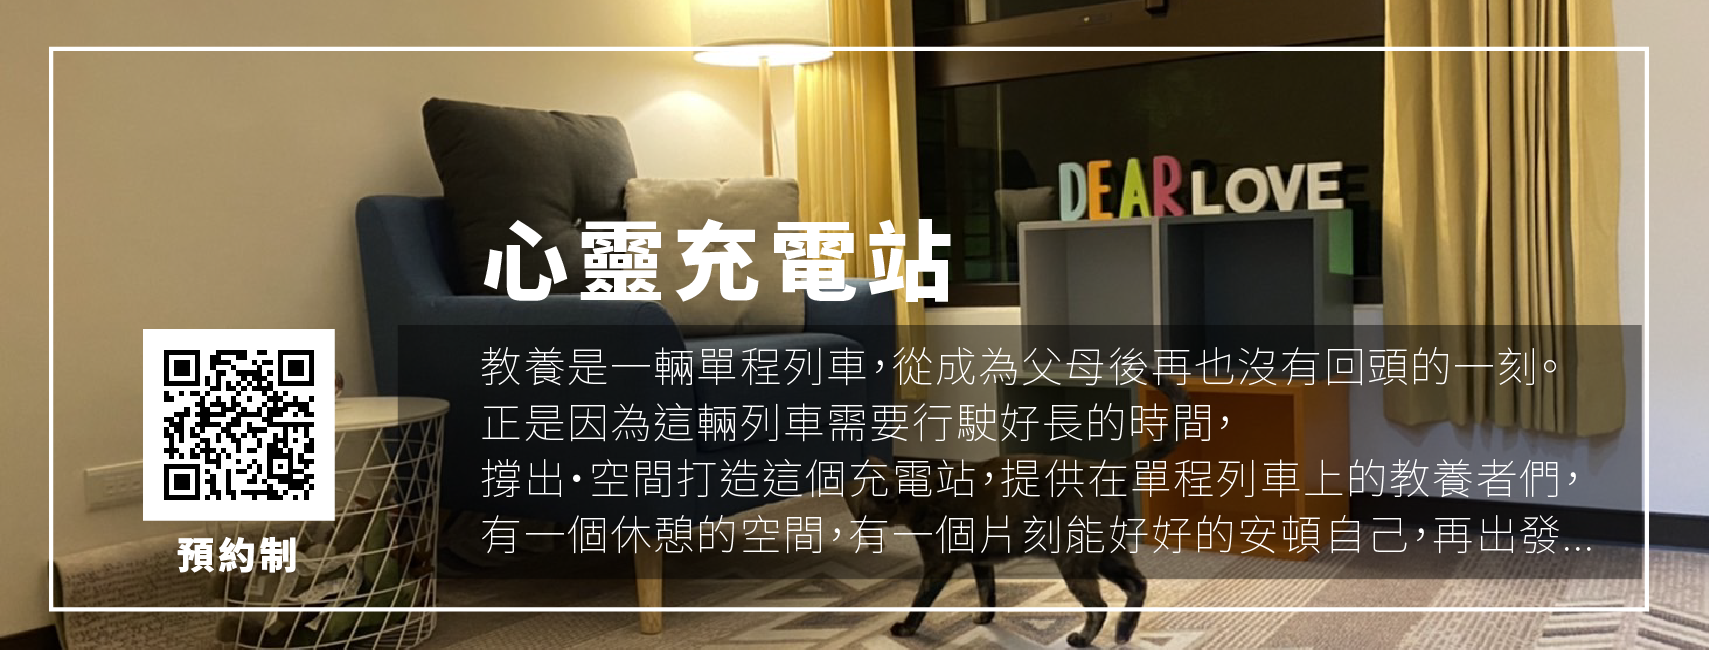 DEAR LOVE
心靈充電站
教養是一輛單程列車，從成為父母後再也沒有回頭的一刻。
正是因為這輛列車需要行駛好長的時間，
撐出・空間打造這個充電站，提供在單程列車上的教養者們，
有一個休憩的空間，有一個片刻能好好的安頓自己，再出發...
預約制